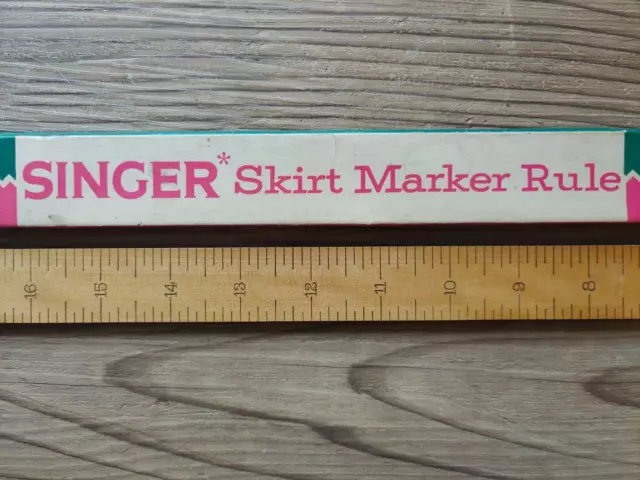 SINGER* Skirt Marker Rule
16 15 14 13 12 11 10 9 8